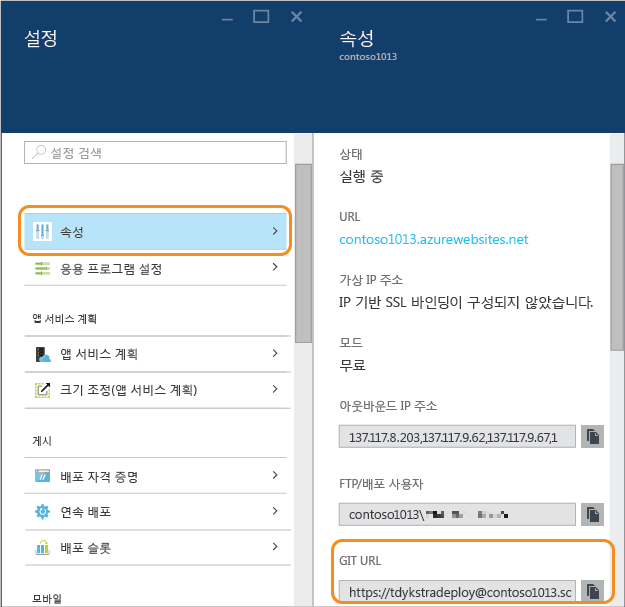 설정
설정 검색
속성
응용 프로그램 설정
앱 서비스 계획
앱 서비스 계획
크기 조정(앱 서비스 계획)
게시
배포 자격 증명
연속 배포
배포 슬롯
모바일
속성
contoso1013
상태
실행 중
URL
contoso1013.azurewebsites.net
가상 IP 주소
IP 기반 SSL 바인딩이 구성되지 않았습니다.
모드
무료
아웃바운드 IP 주소
137.117.8.203,137.117.9.62,137.117.9.67,1
FTP/배포 사용자
contoso1013\
GIT URL
https://tdykstradeploy@contoso1013.sc